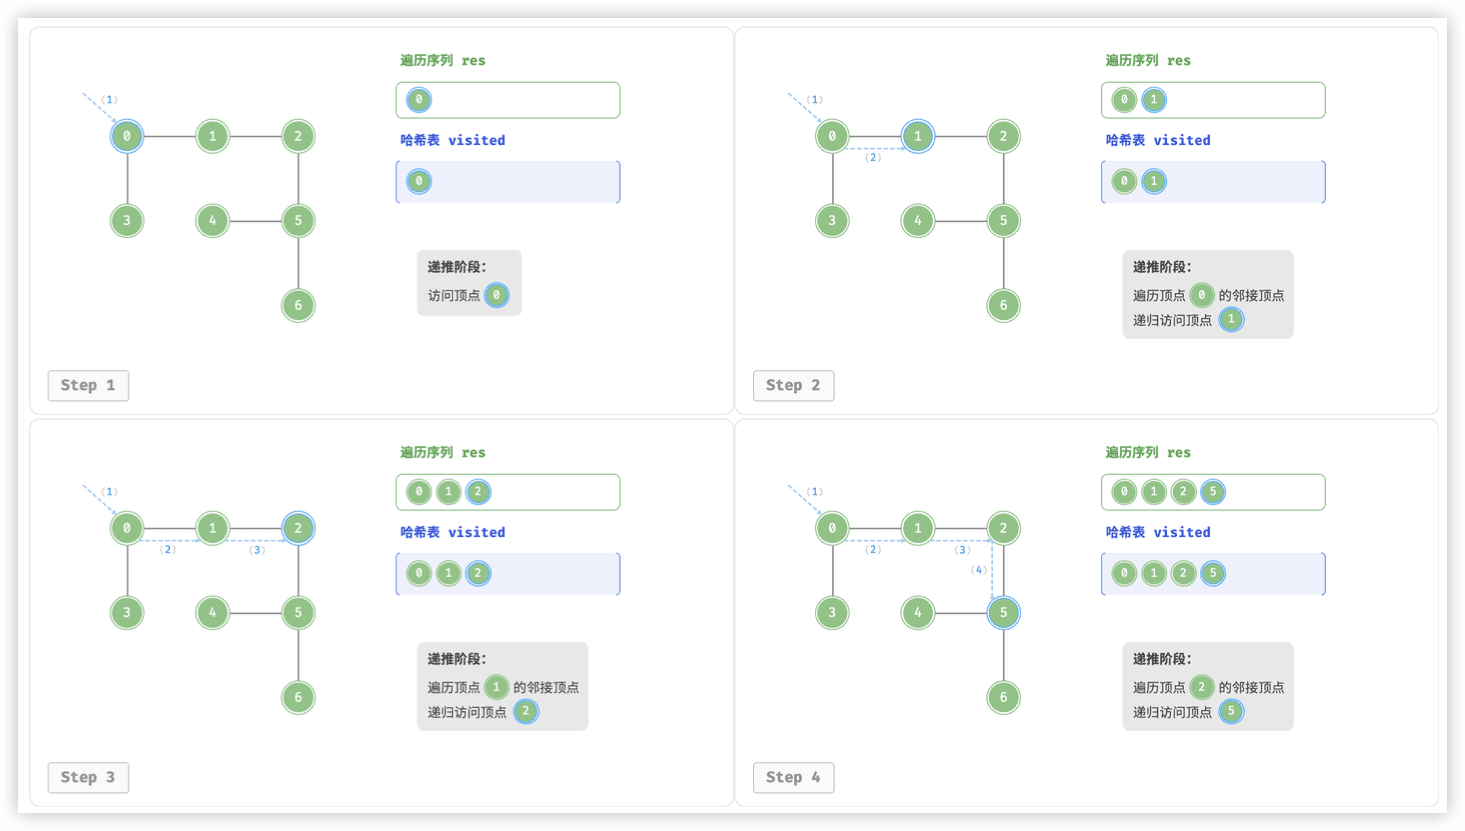 遍历序列 res
(1)
0
哈希表 visited
0 1 2
0
3 4 5
递推阶段：
访问顶点 0
6
Step 1
遍历序列 res
(1)
0 1
哈希表 visited
0 1 2
(2)
0 1
3 4 5
递推阶段：
遍历顶点 0 的邻接顶点
递归访问顶点 1
6
Step 2
遍历序列 res
(1)
0 1 2
哈希表 visited
0 1 2
(2) (3)
0 1 2
3 4 5
递推阶段：
遍历顶点 1 的邻接顶点
递归访问顶点 2
6
Step 3
遍历序列 res
(1)
0 1 2 5
哈希表 visited
0 1 2
(2) (3)
(4)
0 1 2 5
3 4 5
递推阶段：
遍历顶点 2 的邻接顶点
递归访问顶点 5
6
Step 4